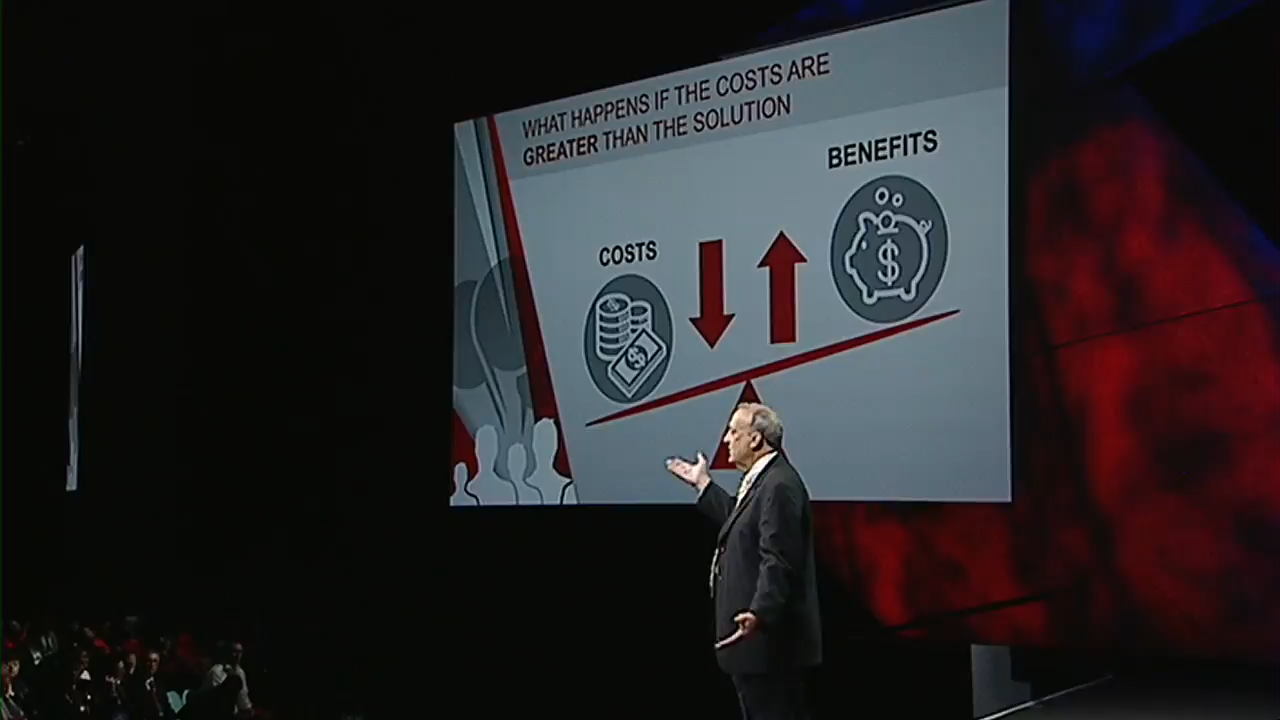 WHAT HAPPENS IF THE COSTS ARE
GREATER THAN THE SOLUTION
BENEFITS
COSTS
$
$